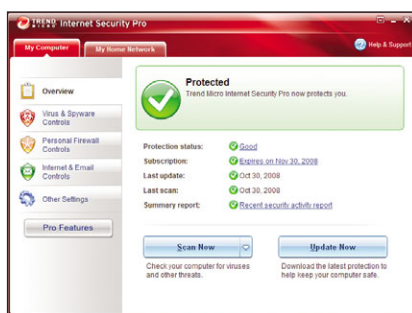 TREND MICRO Internet Security Pro
My Computer
My Home Network
Help & Support
Overview
Virus & Spyware
Controls
Personal Firewall
Controls
Internet & Email
Controls
Other Settings
Pro Features
Protected
Trend Micro Internet Security Pro now protects you.
Protection status: Good
Subscription: Expires on Nov 30, 2008
Last update: Oct 30, 2008
Last scan: Oct 30, 2008
Summary report: Recent security activity report
Scan Now
Check your computer for viruses
and other threats.
Update Now
Download the latest protection to
help keep your computer safe.